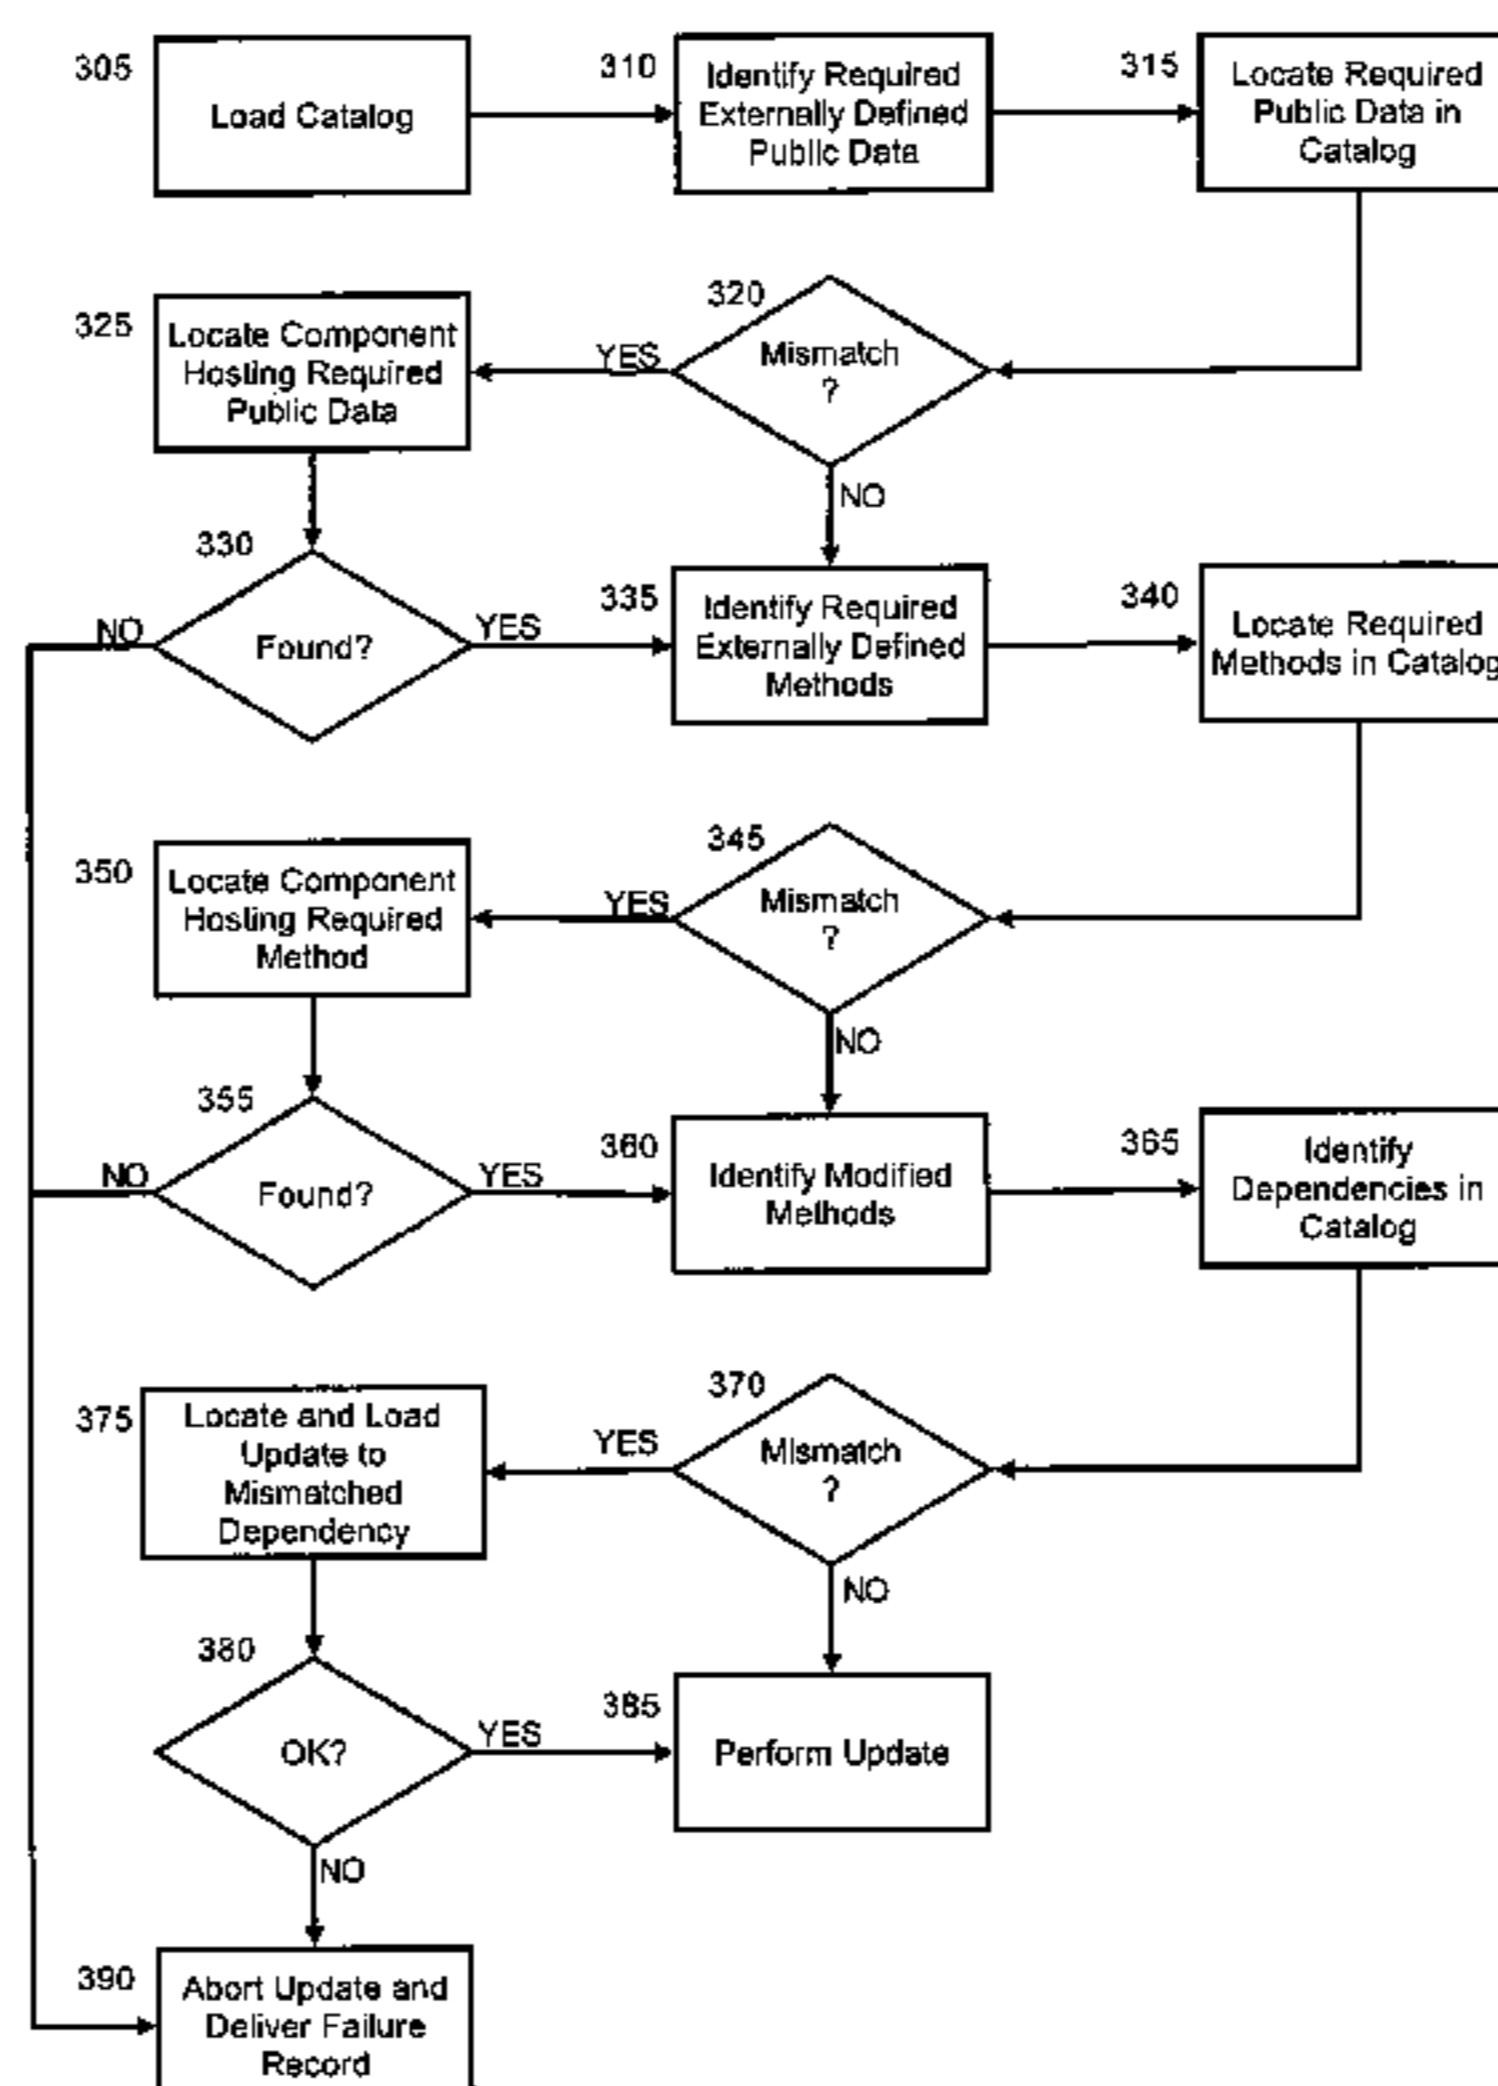 305
Load Catalog
310
Identify Required
Externally Defined
Public Data
315
Locate Required
Public Data in
Catalog
320
Mismatch
?
YES
NO
325
Locate Component
Hosting Required
Public Data
330
Found?
NO
YES
335
Identify Required
Externally Defined
Methods
340
Locate Required
Methods in Catalog
345
Mismatch
?
YES
NO
350
Locate Component
Hosting Required
Method
355
Found?
NO
YES
360
Identify Modified
Methods
365
Identify
Dependencies in
Catalog
370
Mismatch
?
YES
NO
375
Locate and Load
Update to
Mismatched
Dependency
380
OK?
YES
NO
385
Perform Update
390
Abort Update and
Deliver Failure
Record